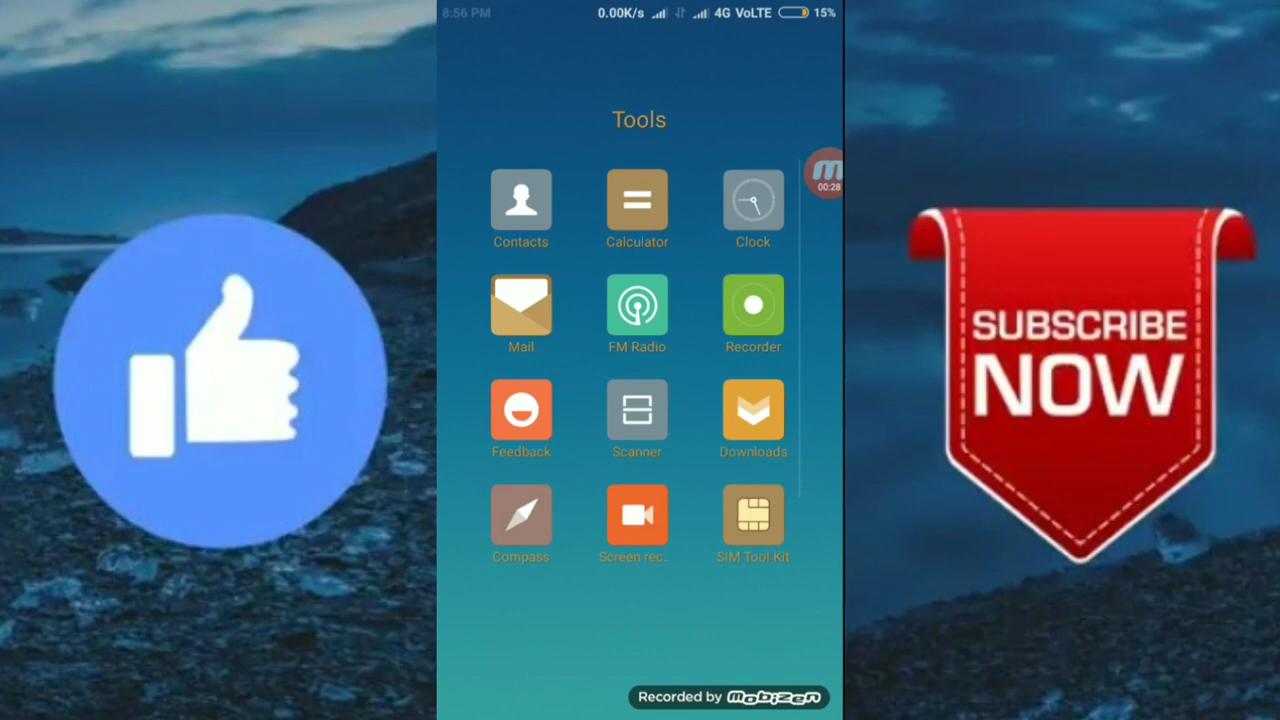 8:56 PM 0.00K/s 4G VoLTE 15%
Tools
00:28
Contacts Calculator Clock
Mail FM Radio Recorder
Feedback Scanner Downloads
Compass Screen rec.. SIM Tool Kit
SUBSCRIBE
NOW
Recorded by mobizen